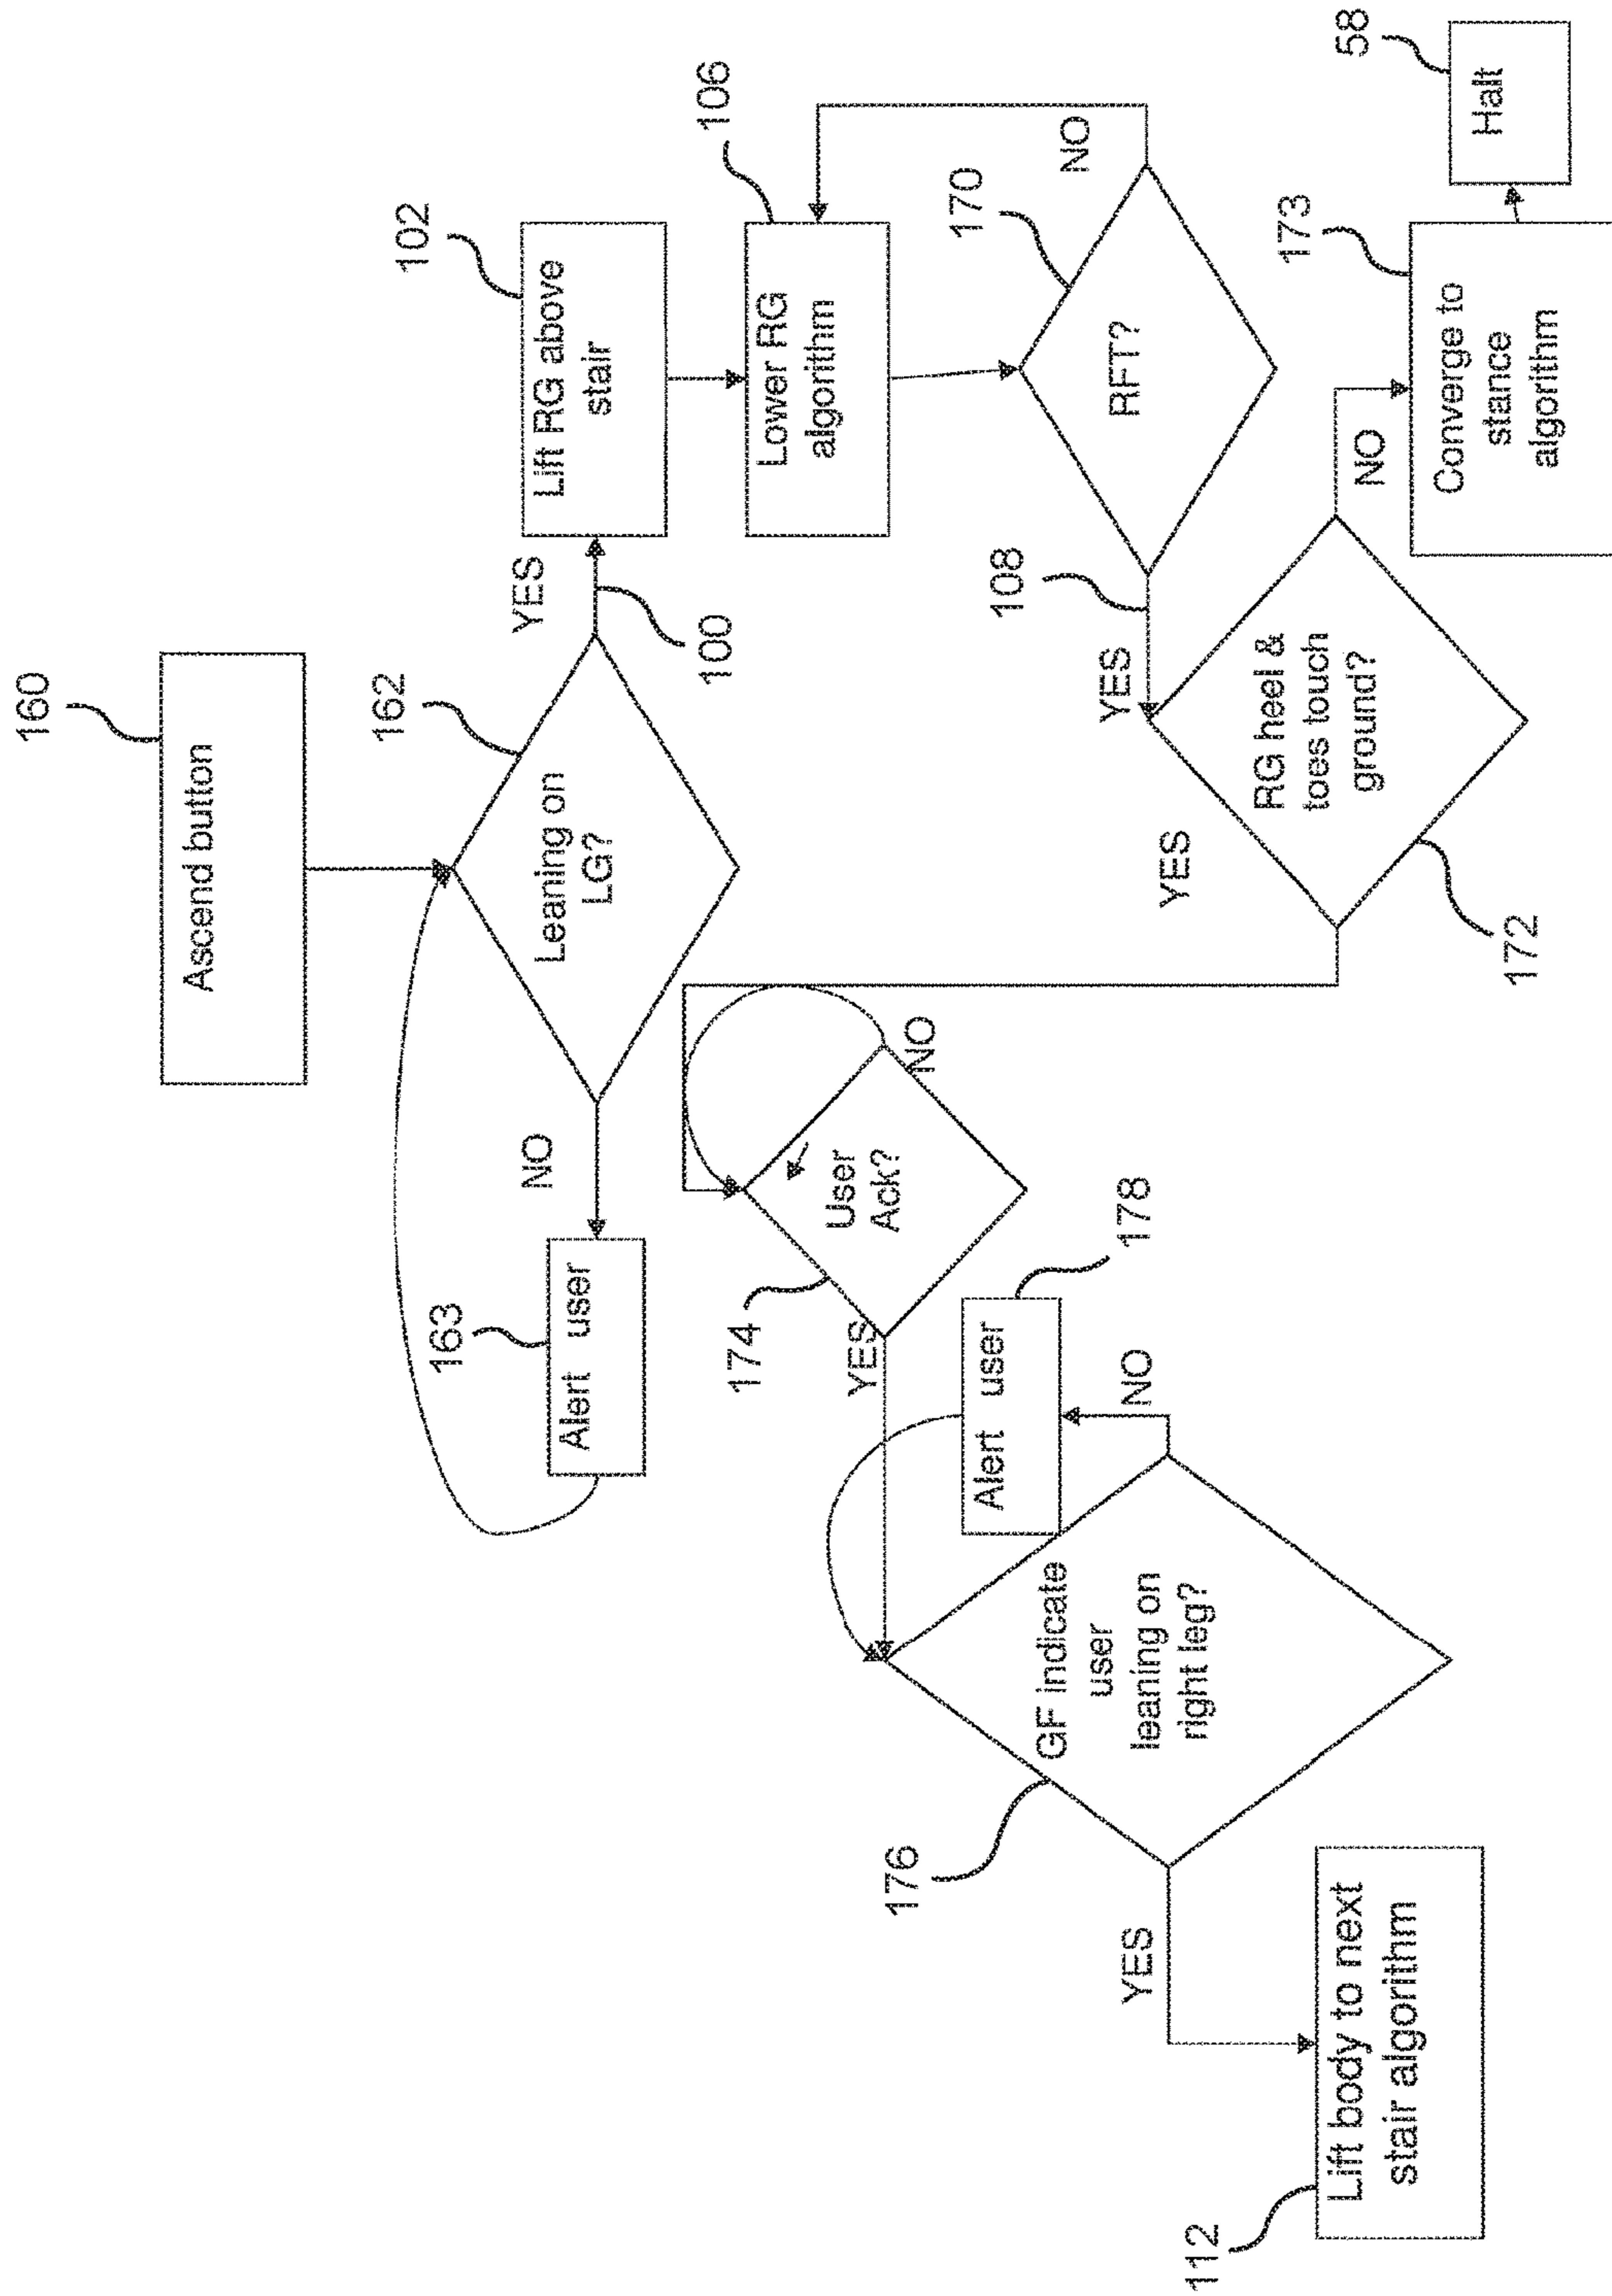 160
Ascend button
162
Leaning on
LG?
YES
100
102
Lift RG above
stair
NO
163
Alert user
106
Lower RG
algorithm
170
RFT?
NO
108
YES
RG heel &
toes touch
ground?
172
NO
173
Converge to
stance
algorithm
58
Halt
YES
174
User
Ack?
NO
YES
178
Alert user
NO
176
GF indicate
user
leaning on
right leg?
YES
112
Lift body to next
stair algorithm